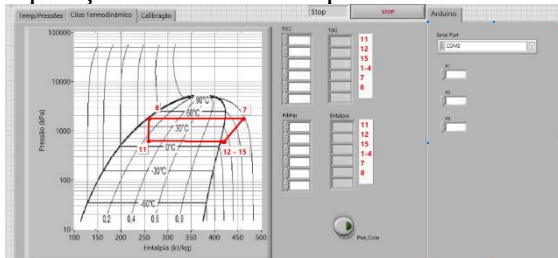 Temp/Pressões Cilco Termodinâmico Calibração
Stop STOP
Arduino
Pressão (kPa)
100000
10000
1000
100
10
90°C
60°C
30°C
0°C
-30°C
-60°C
0,2 0,4 0,6 0,8
8 7
11 12 - 15
100 150 200 250 300 350 400 450 500
Entalpia (kJ/kg)
T(K)
11
12
15
1-4
7
8
P(kPa) Entalpia
11
12
15
1-4
7
8
Plot_Ciclo
Serial Port
COM8